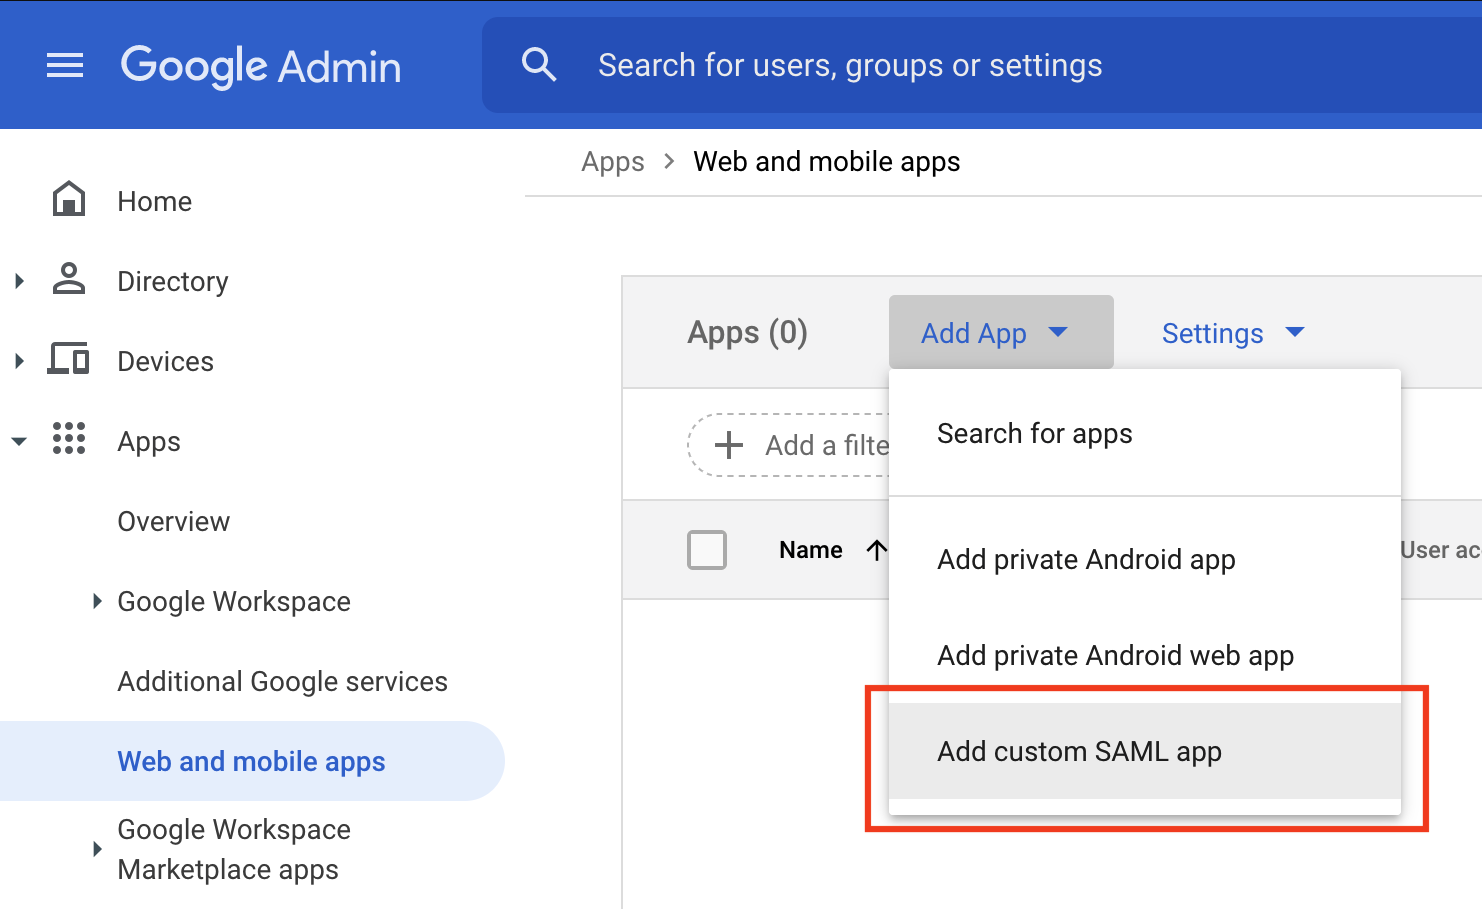 Google Admin
Search for users, groups or settings
Apps > Web and mobile apps
Home
Directory
Devices
Apps
Overview
Google Workspace
Additional Google services
Web and mobile apps
Google Workspace
Marketplace apps
Apps (0)
Add App
Settings
Add a filte
Name
User ac
Search for apps
Add private Android app
Add private Android web app
Add custom SAML app